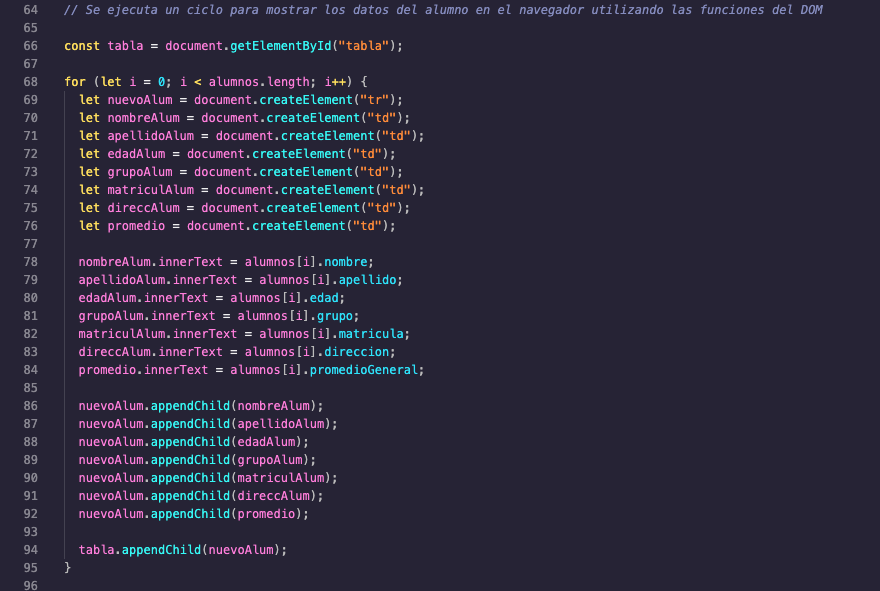 64 // Se ejecuta un ciclo para mostrar los datos del alumno en el navegador utilizando las funciones del DOM
65
66 const tabla = document.getElementById("tabla");
67
68 for (let i = 0; i < alumnos.length; i++) {
69   let nuevoAlum = document.createElement("tr");
70   let nombreAlum = document.createElement("td");
71   let apellidoAlum = document.createElement("td");
72   let edadAlum = document.createElement("td");
73   let grupoAlum = document.createElement("td");
74   let matriculAlum = document.createElement("td");
75   let direccAlum = document.createElement("td");
76   let promedio = document.createElement("td");
77
78   nombreAlum.innerText = alumnos[i].nombre;
79   apellidoAlum.innerText = alumnos[i].apellido;
80   edadAlum.innerText = alumnos[i].edad;
81   grupoAlum.innerText = alumnos[i].grupo;
82   matriculAlum.innerText = alumnos[i].matricula;
83   direccAlum.innerText = alumnos[i].direccion;
84   promedio.innerText = alumnos[i].promedioGeneral;
85
86   nuevoAlum.appendChild(nombreAlum);
87   nuevoAlum.appendChild(apellidoAlum);
88   nuevoAlum.appendChild(edadAlum);
89   nuevoAlum.appendChild(grupoAlum);
90   nuevoAlum.appendChild(matriculAlum);
91   nuevoAlum.appendChild(direccAlum);
92   nuevoAlum.appendChild(promedio);
93
94   tabla.appendChild(nuevoAlum);
95 }
96